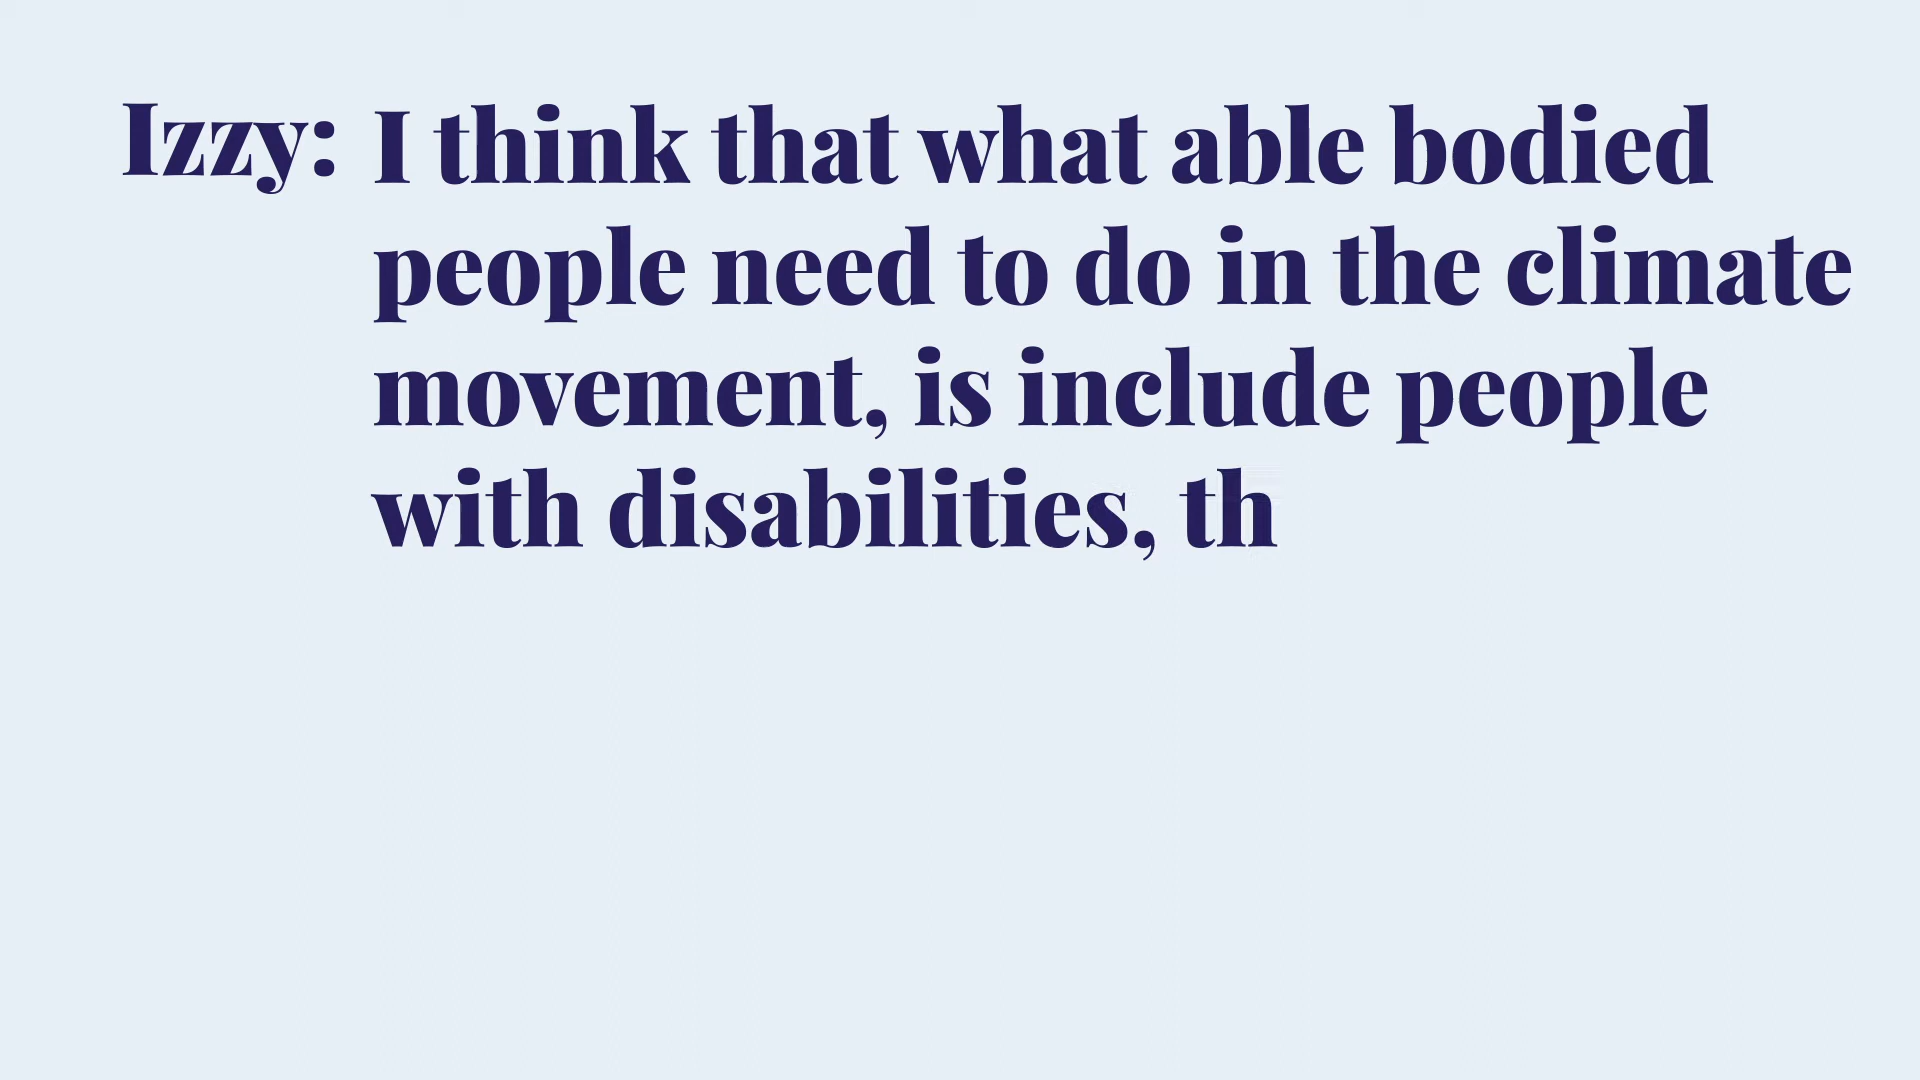 Izzy: I think that what able bodied
people need to do in the climate
movement, is include people
with disabilities, th